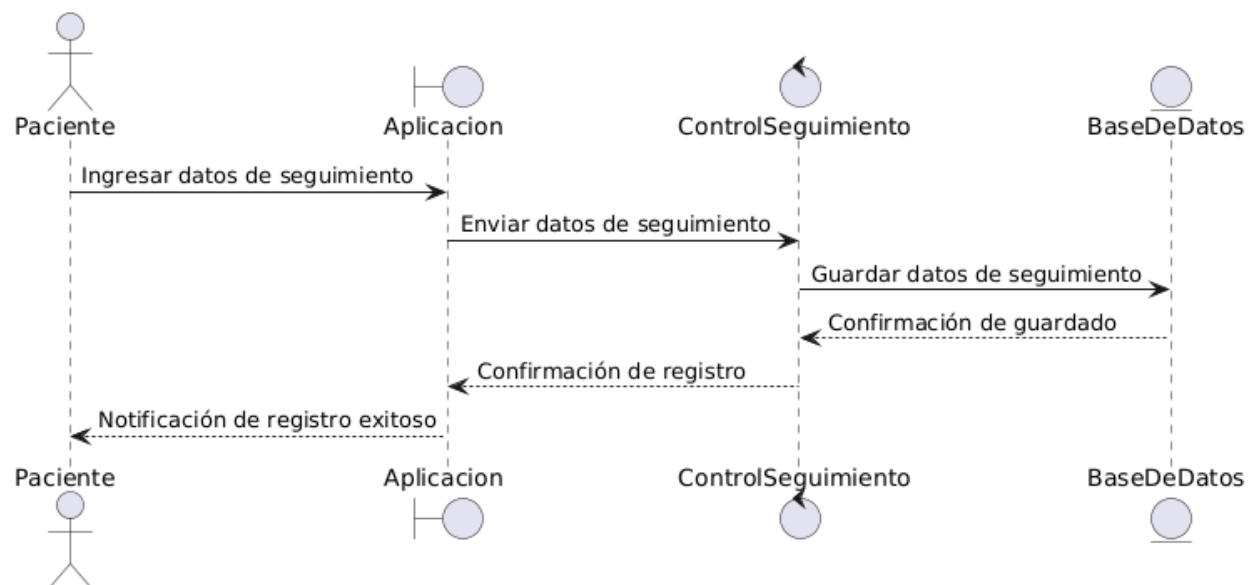 Paciente
Aplicacion
ControlSeguimiento
BaseDeDatos
Ingresar datos de seguimiento
Enviar datos de seguimiento
Guardar datos de seguimiento
Confirmación de guardado
Confirmación de registro
Notificación de registro exitoso
Paciente
Aplicacion
ControlSeguimiento
BaseDeDatos